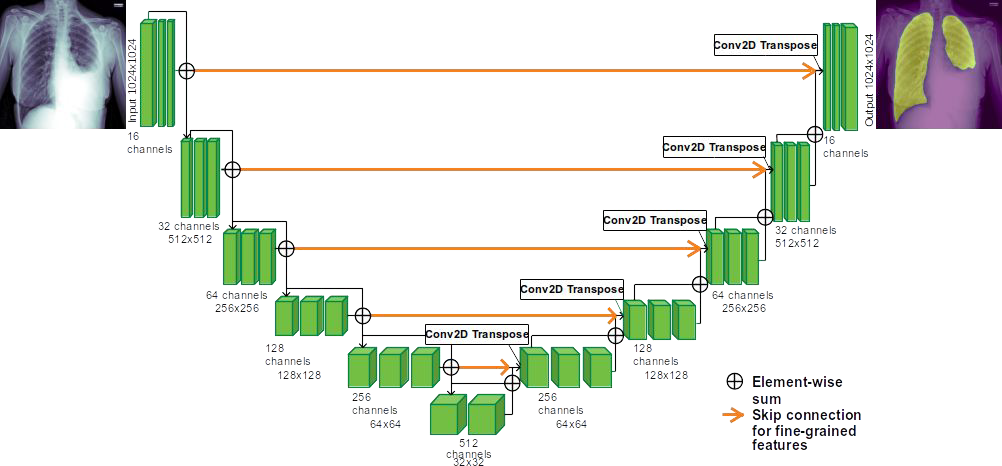 Input 1024x1024
16
channels
32 channels
512x512
64 channels
256x256
128
channels
128x128
256
channels
64x64
512
channels
32x32
Conv2D Transpose
256
channels
64x64
Conv2D Transpose
128
channels
128x128
Conv2D Transpose
64 channels
256x256
Conv2D Transpose
32 channels
512x512
Conv2D Transpose
16
channels
Output 1024x1024
Element-wise
sum
Skip connection
for fine-grained
features